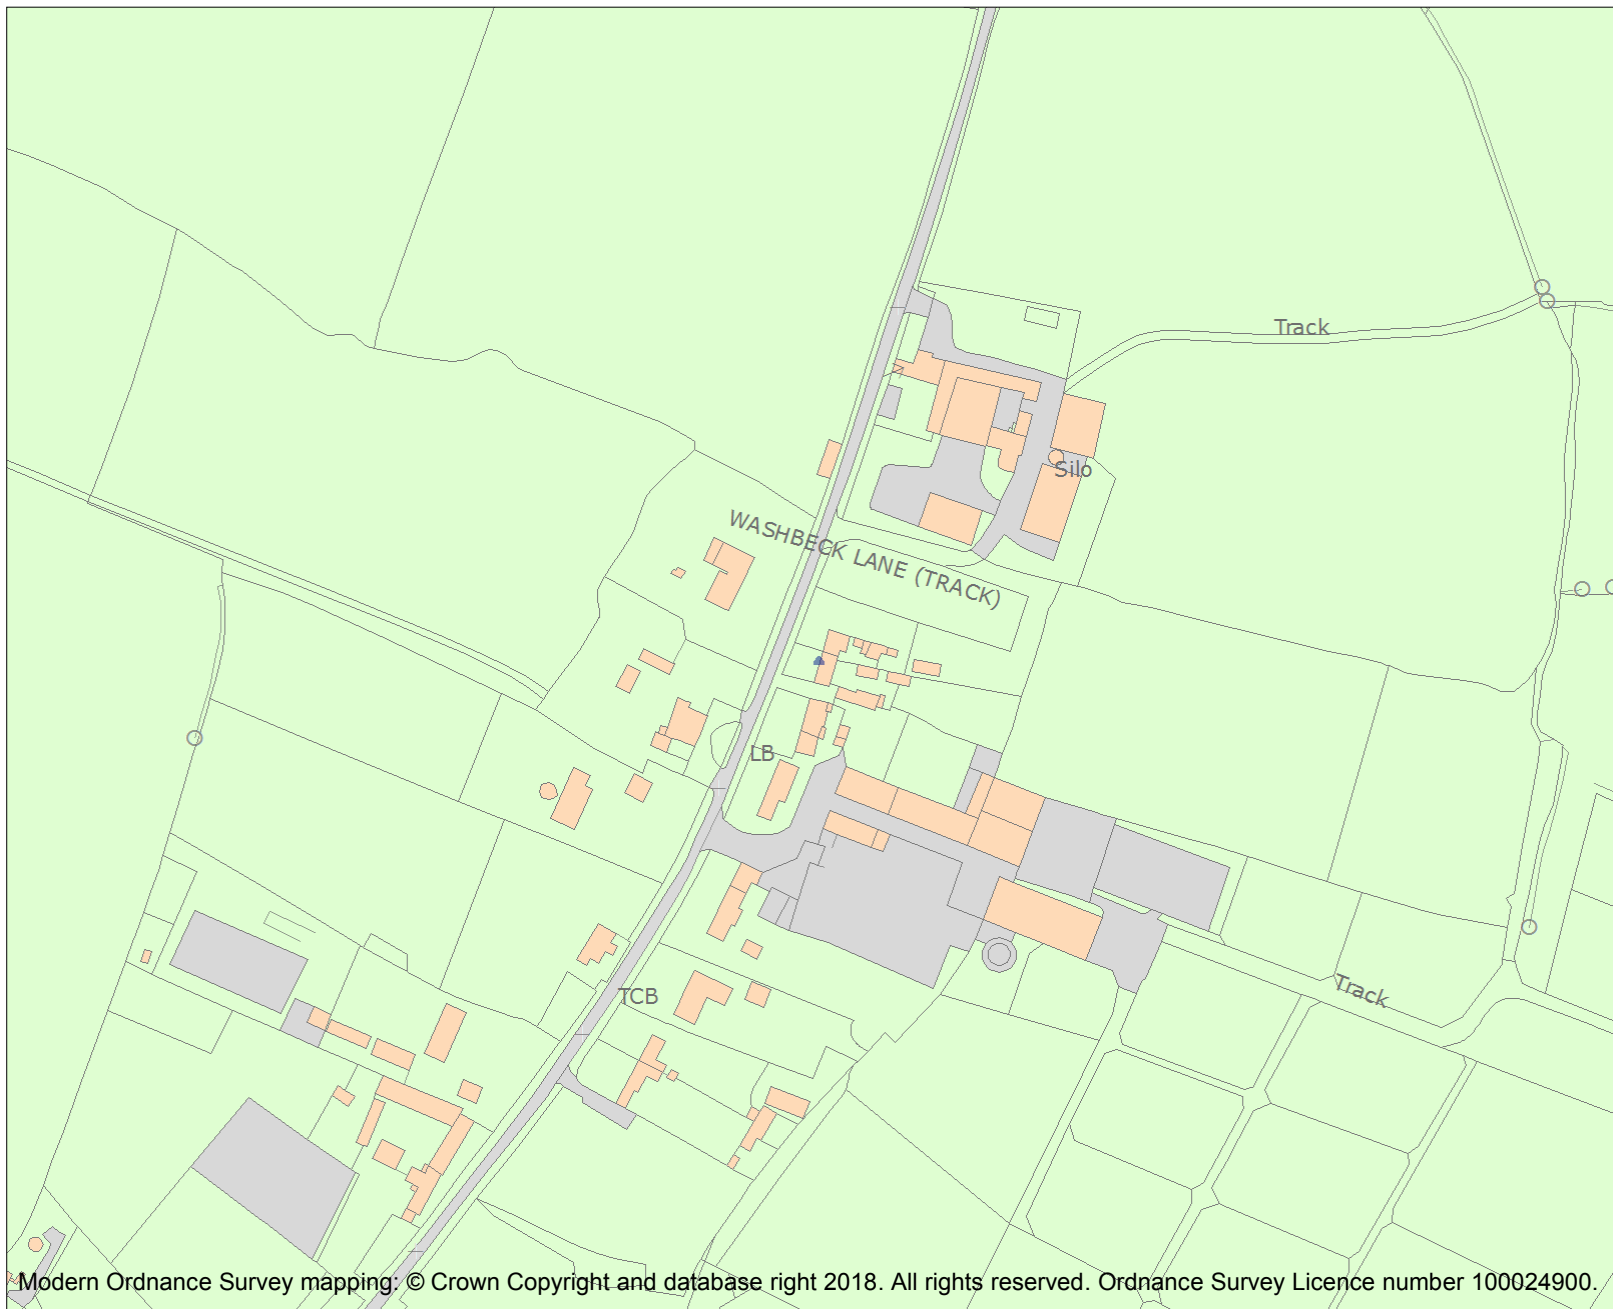 Track
Silo
WASHBECK LANE (TRACK)
LB
TCB
Track
Modern Ordnance Survey mapping: © Crown Copyright and database right 2018. All rights reserved. Ordnance Survey Licence number 100024900.